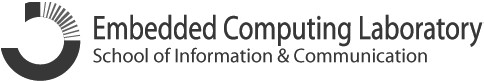 Embedded Computing Laboratory
School of Information & Communication